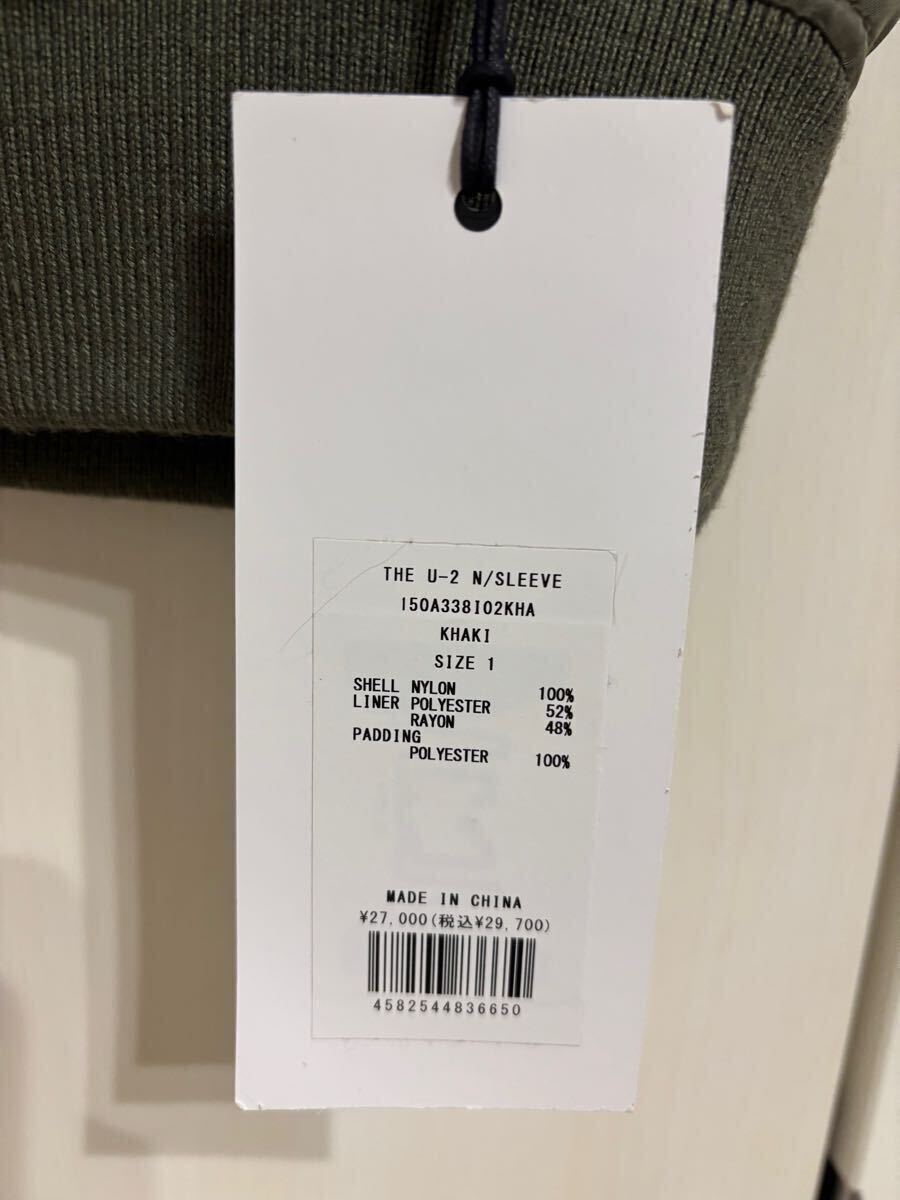 THE U-2 N/SLEEVE
150A338I02KHA
KHAKI
SIZE 1
SHELL NYLON 100%
LINER POLYESTER 52%
RAYON 48%
PADDING
POLYESTER 100%
MADE IN CHINA
¥27,000(税込¥29,700)
4582544836650